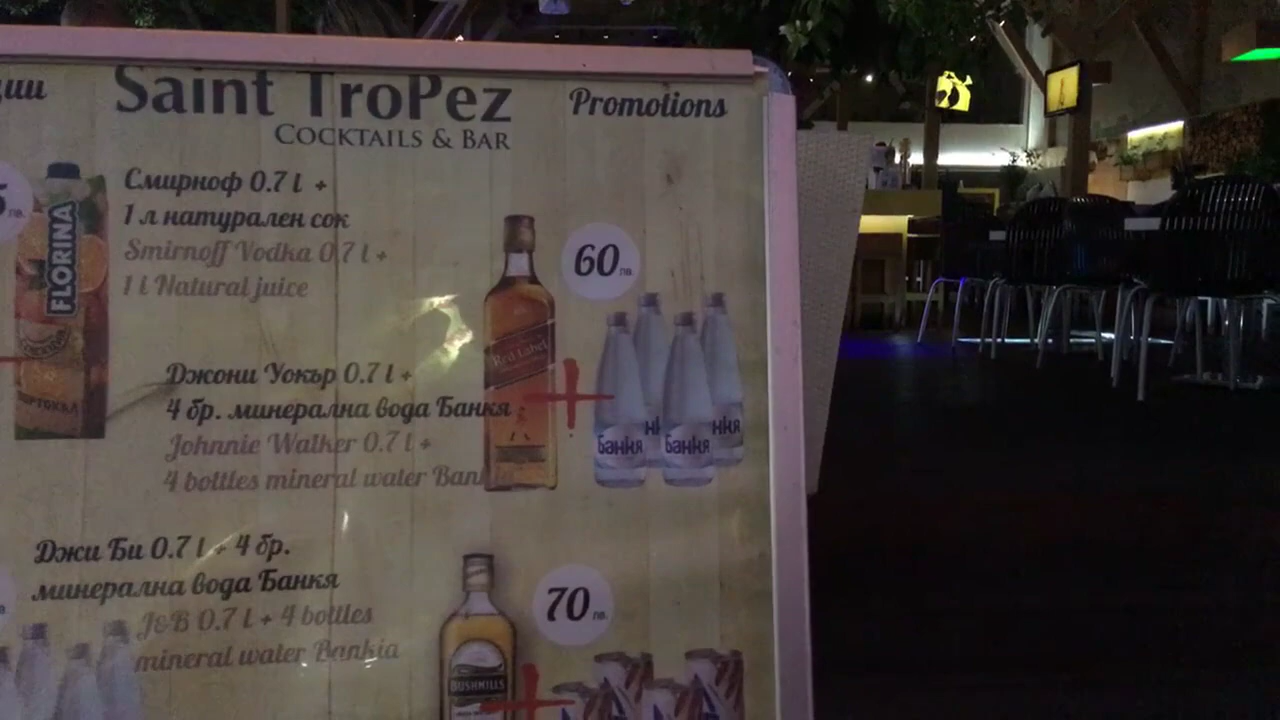 Saint TroPez
Promotions
COCKTAILS & BAR
Смирноф 0.7 l +
1 л натурален сок
Smirnoff Vodka 0.7 l +
1 l Natural juice
FLORINA
60 лв.
Red Label
Джони Уокър 0.7 l +
4 бр. минерална вода Банкя
Johnnie Walker 0.7 l +
4 bottles mineral water
Банкя
Банкя
Джи Би 0.7 l + 4 бр.
минерална вода Банкя
J&B 0.7 l + 4 bottles
mineral water Bankia
70 лв.
BUSHMILLS